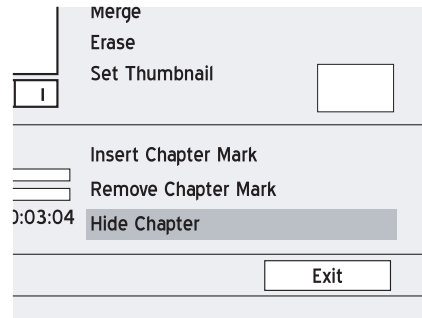 Merge
Erase
Set Thumbnail
I
Insert Chapter Mark
Remove Chapter Mark
0:03:04
Hide Chapter
Exit